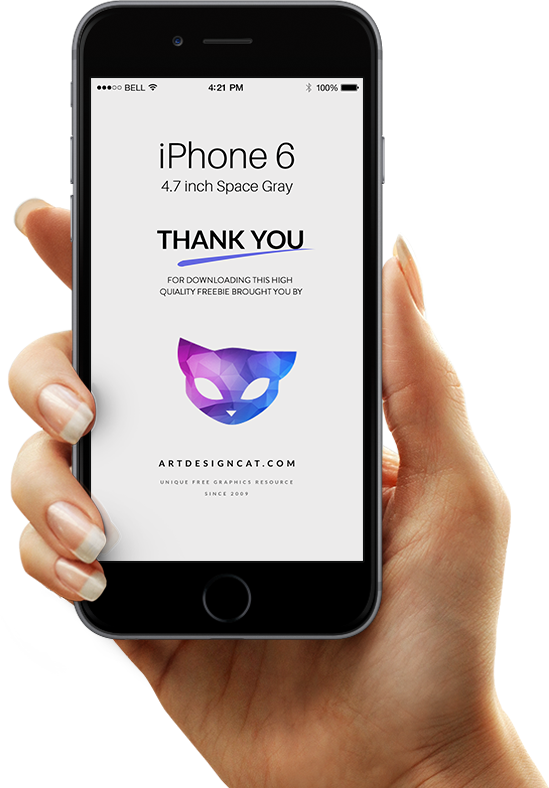 BELL 4:21 PM 100%
iPhone 6
4.7 inch Space Gray
THANK YOU
FOR DOWNLOADING THIS HIGH
QUIALITY FREEBIE BROUGHT YOU BY
ARTDESIGNCAT.COM
UNIQUE FREE GRAPHICS RESOURCE
SINCE 2009